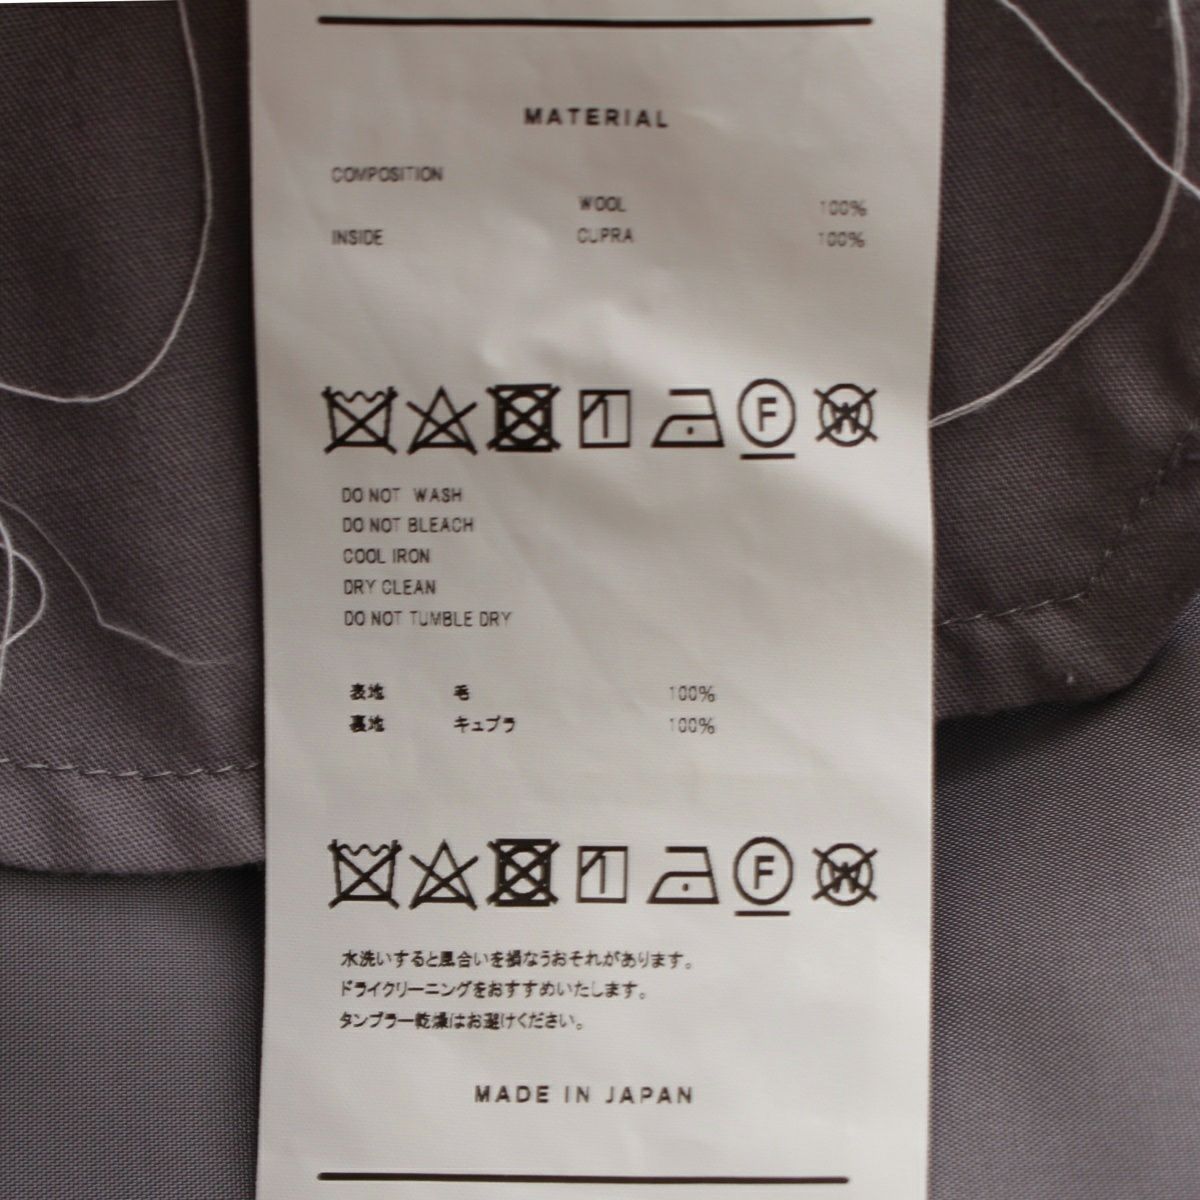 MATERIAL
COMPOSITION
WOOL 100%
INSIDE CUPRA 100%
F W
DO NOT WASH
DO NOT BLEACH
COOL IRON
DRY CLEAN
DO NOT TUMBLE DRY
表地 毛 100%
裏地 キュプラ 100%
F W
水洗いすると風合いを損なうおそれがあります。
ドライクリーニングをおすすめいたします。
タンブラー乾燥はお避けください。
MADE IN JAPAN